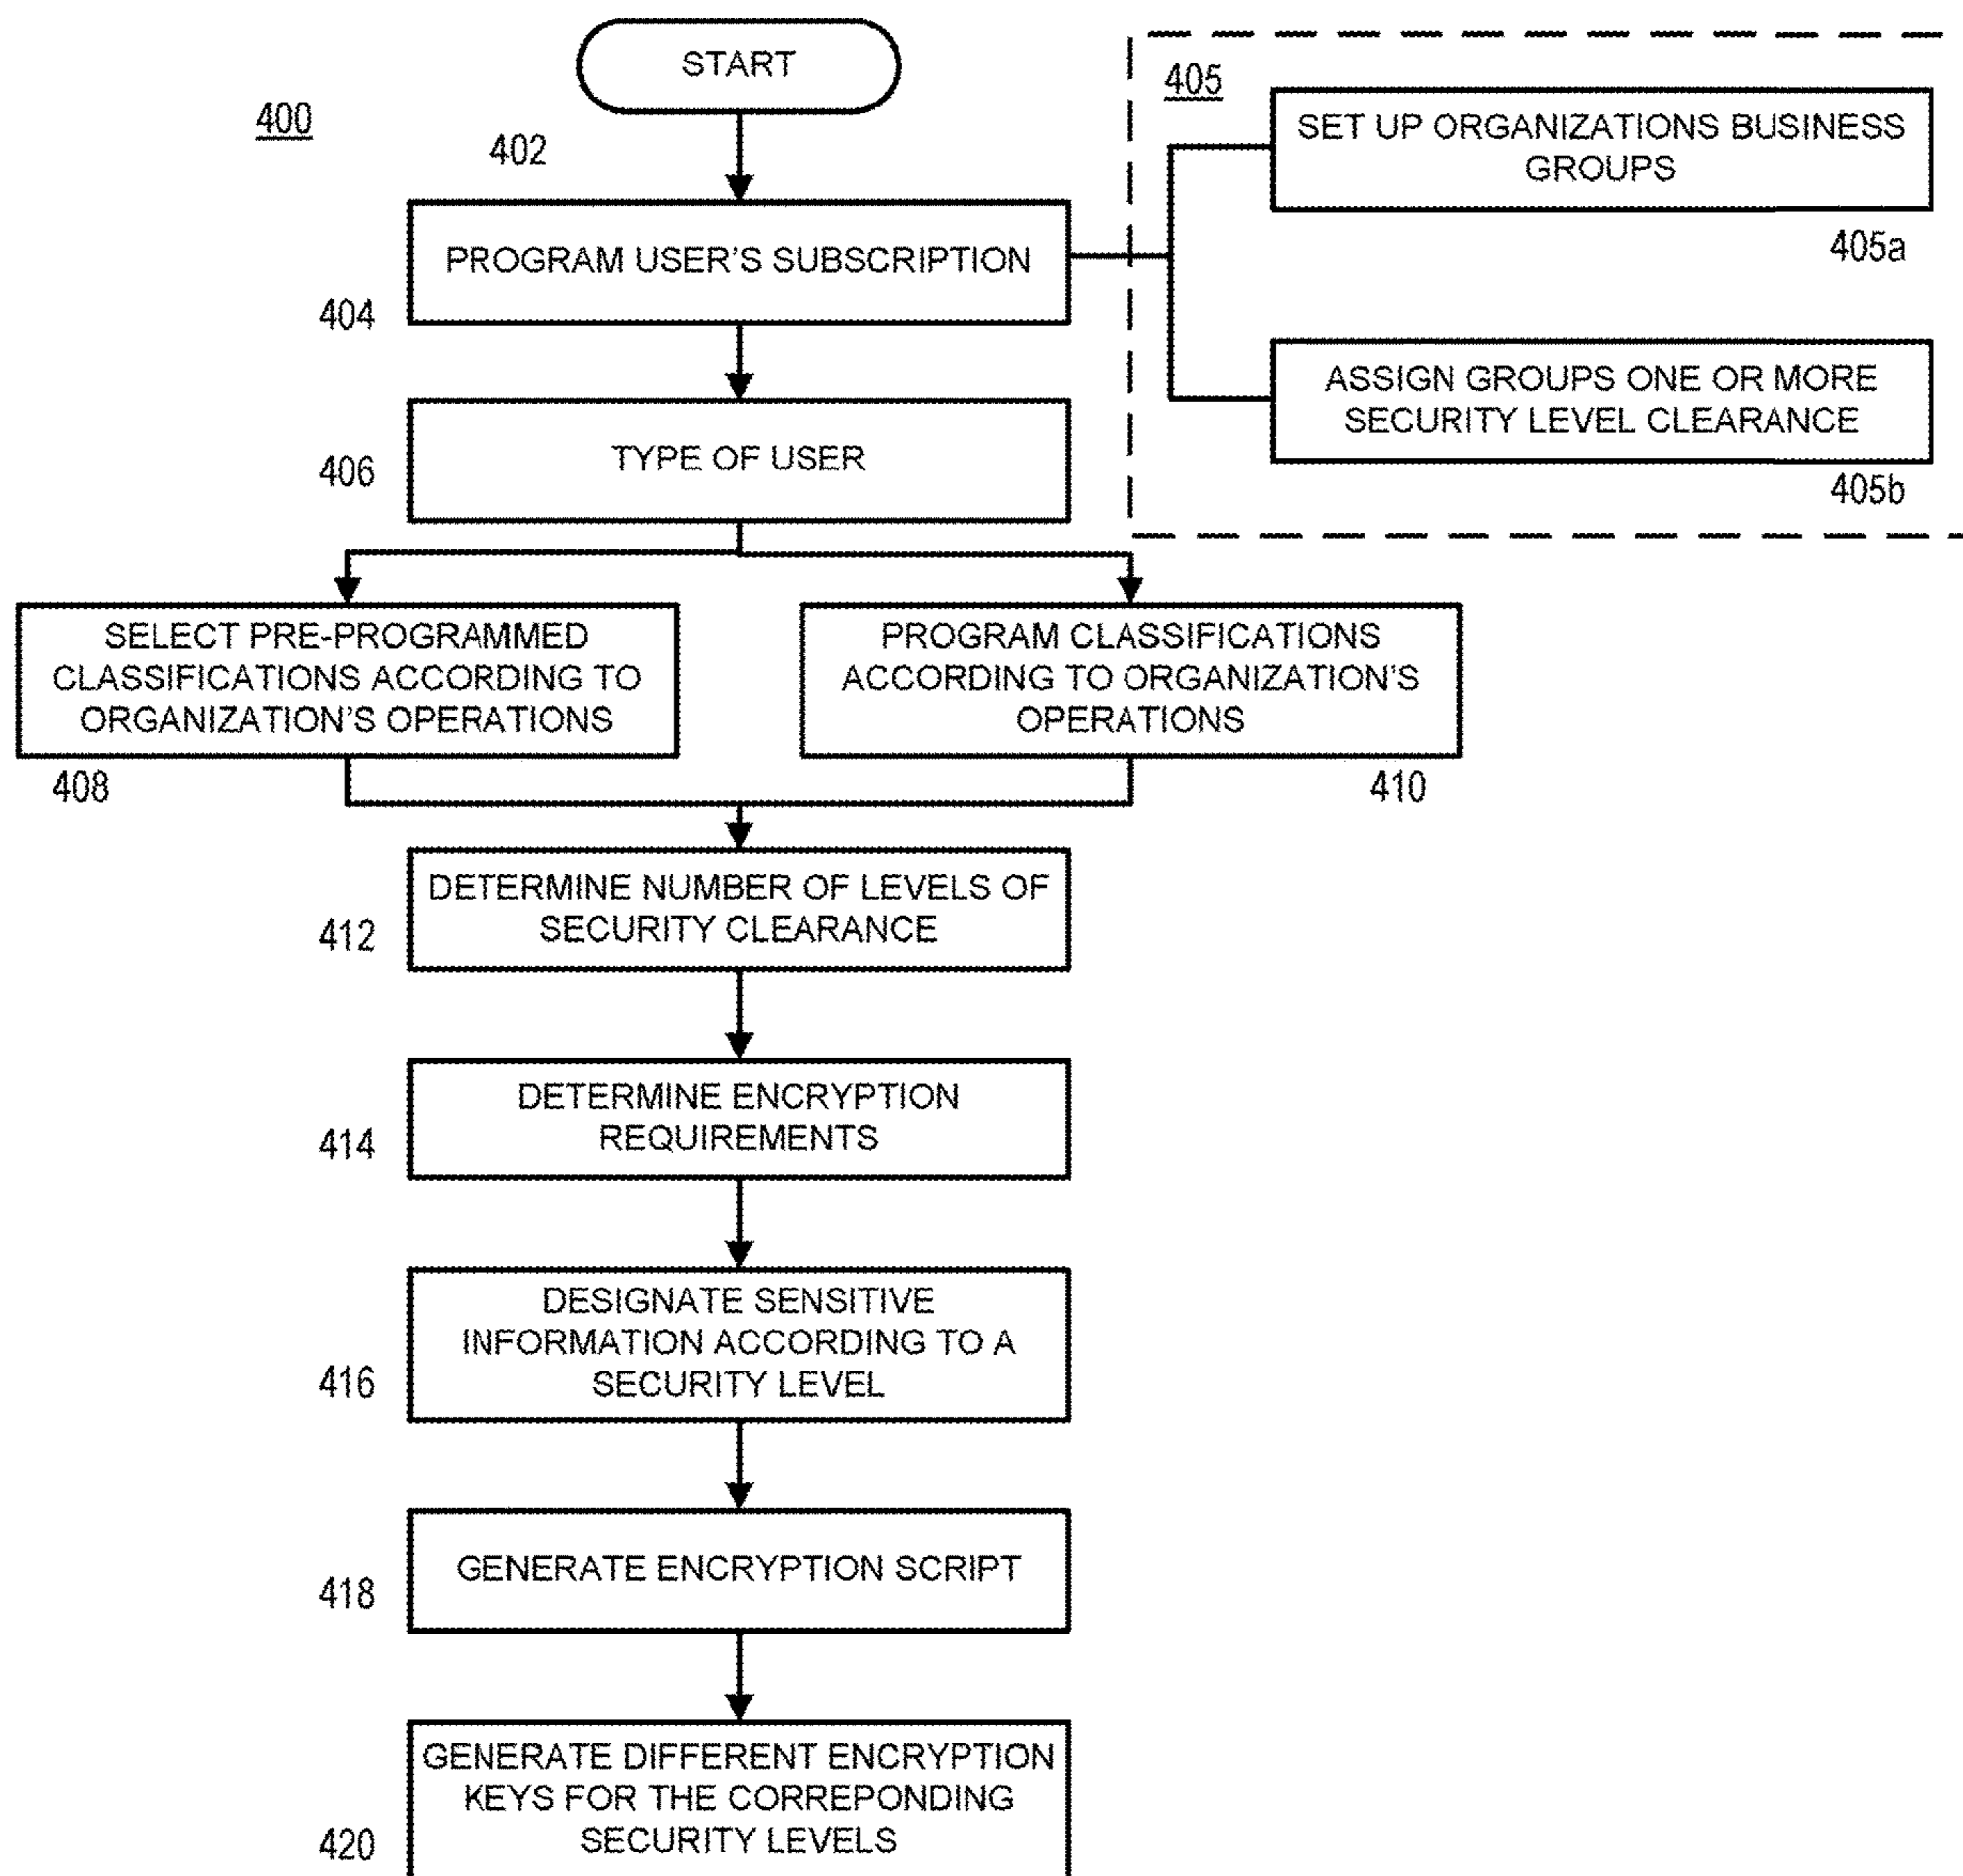 START
400
402
405
SET UP ORGANIZATIONS BUSINESS
GROUPS
405a
PROGRAM USER'S SUBSCRIPTION
404
ASSIGN GROUPS ONE OR MORE
SECURITY LEVEL CLEARANCE
405b
TYPE OF USER
406
SELECT PRE-PROGRAMMED
CLASSIFICATIONS ACCORDING TO
ORGANIZATION'S OPERATIONS
408
PROGRAM CLASSIFICATIONS
ACCORDING TO ORGANIZATION'S
OPERATIONS
410
DETERMINE NUMBER OF LEVELS OF
SECURITY CLEARANCE
412
DETERMINE ENCRYPTION
REQUIREMENTS
414
DESIGNATE SENSITIVE
INFORMATION ACCORDING TO A
SECURITY LEVEL
416
GENERATE ENCRYPTION SCRIPT
418
GENERATE DIFFERENT ENCRYPTION
KEYS FOR THE CORREPONDING
SECURITY LEVELS
420